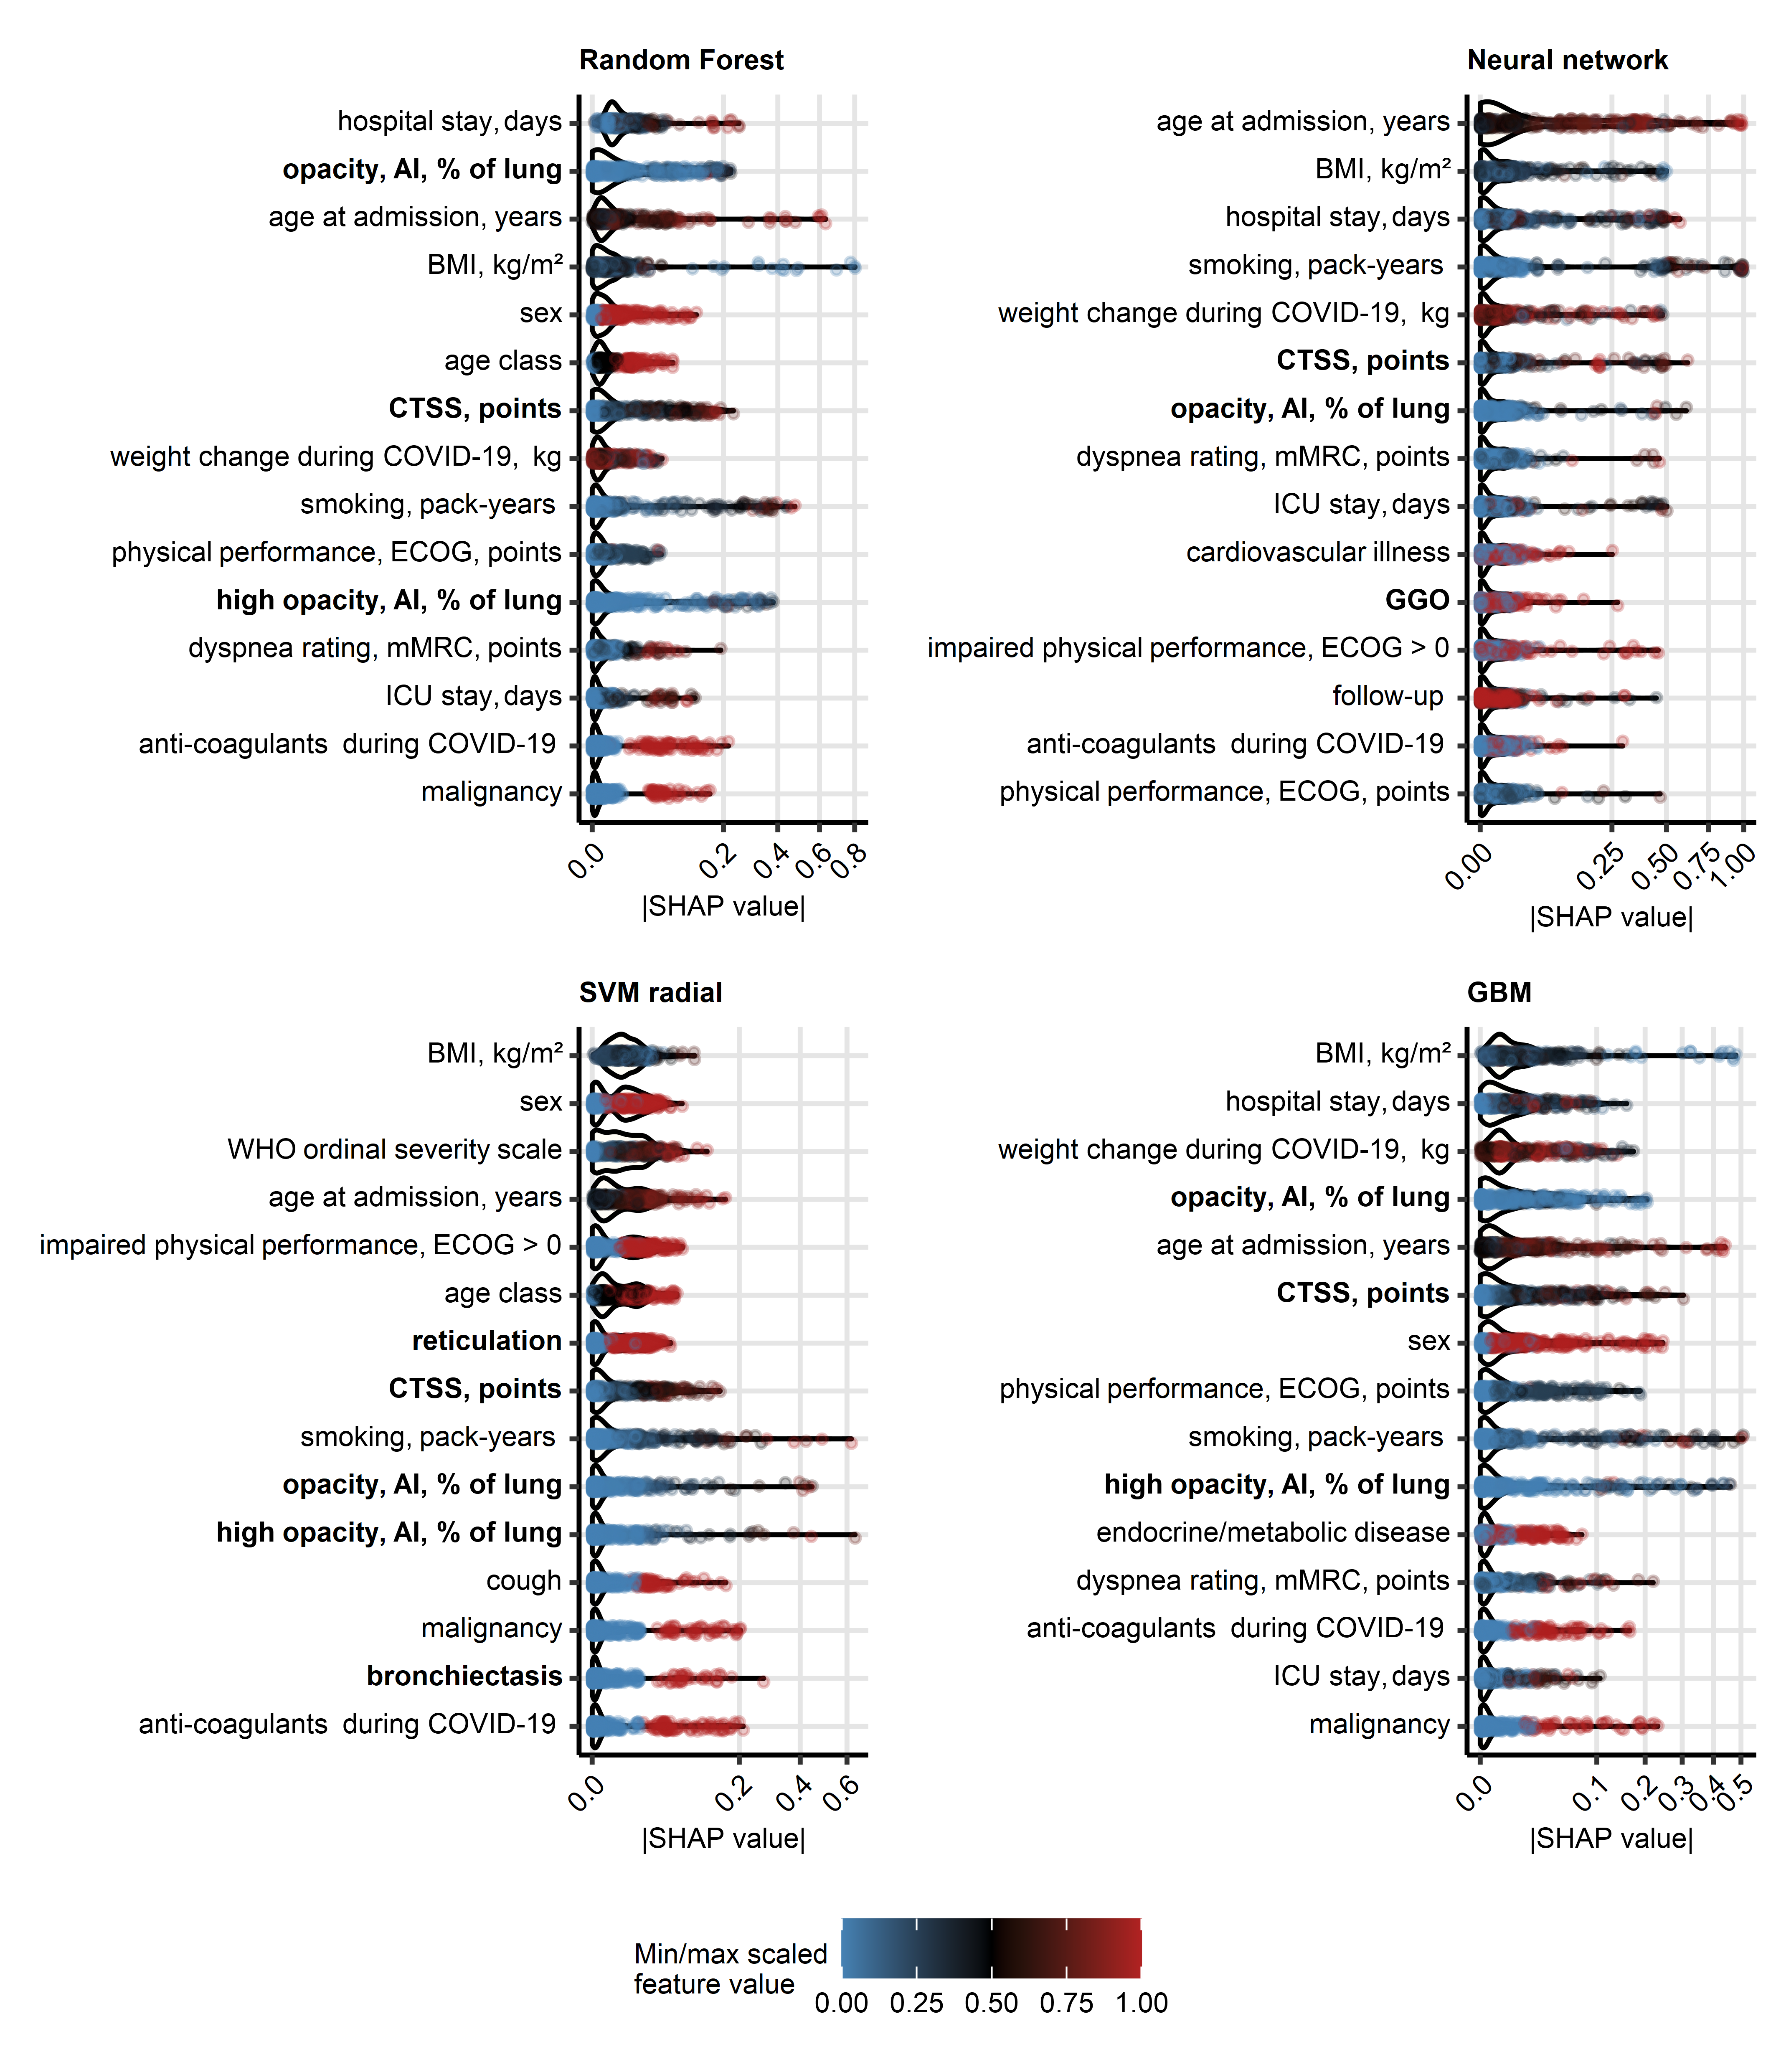 Random Forest
hospital stay, days
opacity, AI, % of lung
age at admission, years
BMI, kg/m²
sex
age class
CTSS, points
weight change during COVID-19, kg
smoking, pack-years
physical performance, ECOG, points
high opacity, AI, % of lung
dyspnea rating, mMRC, points
ICU stay, days
anti-coagulants during COVID-19
malignancy
0.0 0.2 0.4 0.6 0.8
|SHAP value|
Neural network
age at admission, years
BMI, kg/m²
hospital stay, days
smoking, pack-years
weight change during COVID-19, kg
CTSS, points
opacity, AI, % of lung
dyspnea rating, mMRC, points
ICU stay, days
cardiovascular illness
GGO
impaired physical performance, ECOG > 0
follow-up
anti-coagulants during COVID-19
physical performance, ECOG, points
0.00 0.25 0.50 0.75 1.00
|SHAP value|
SVM radial
BMI, kg/m²
sex
WHO ordinal severity scale
age at admission, years
impaired physical performance, ECOG > 0
age class
reticulation
CTSS, points
smoking, pack-years
opacity, AI, % of lung
high opacity, AI, % of lung
cough
malignancy
bronchiectasis
anti-coagulants during COVID-19
0.0 0.2 0.4 0.6
|SHAP value|
GBM
BMI, kg/m²
hospital stay, days
weight change during COVID-19, kg
opacity, AI, % of lung
age at admission, years
CTSS, points
sex
physical performance, ECOG, points
smoking, pack-years
high opacity, AI, % of lung
endocrine/metabolic disease
dyspnea rating, mMRC, points
anti-coagulants during COVID-19
ICU stay, days
malignancy
0.0 0.1 0.2 0.3 0.4 0.5
|SHAP value|
Min/max scaled
feature value
0.00 0.25 0.50 0.75 1.00